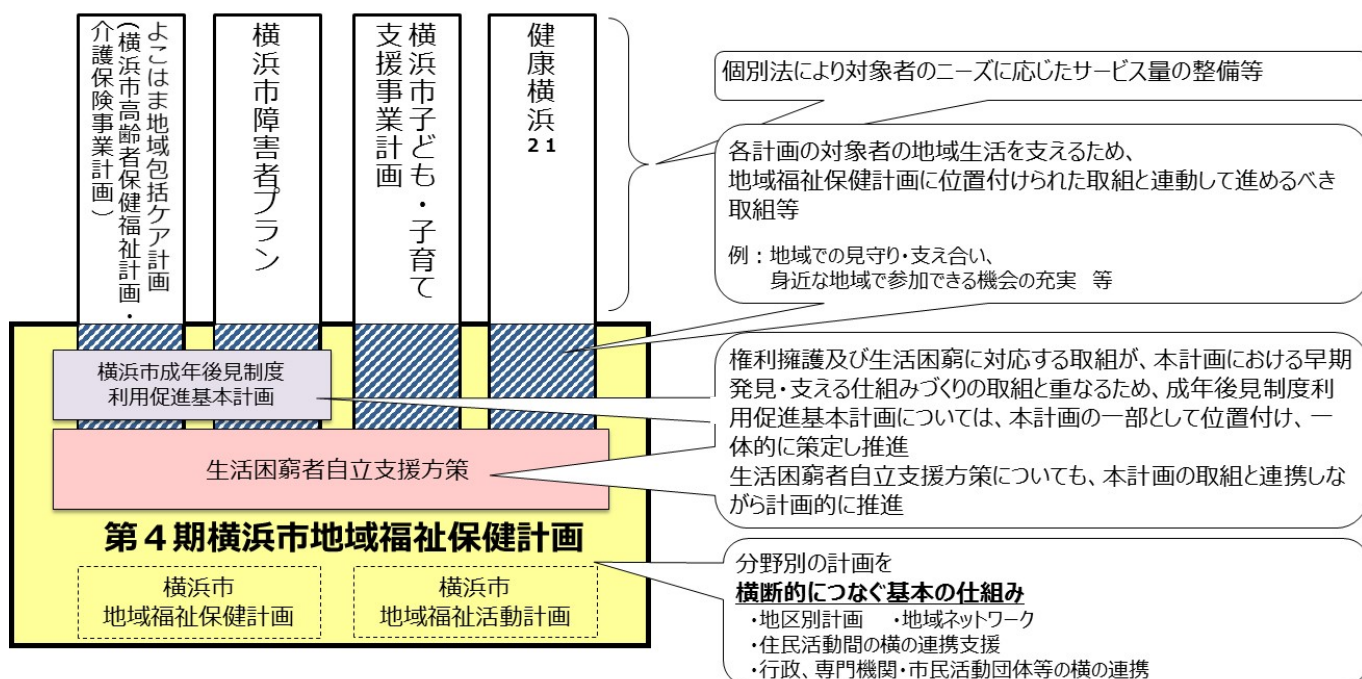 よこはま地域包括ケア計画
(横浜市高齢者保健福祉計画・
介護保険事業計画)
横浜市障害者プラン
横浜市子ども・子育て
支援事業計画
健康横浜21
個別法により対象者のニーズに応じたサービス量の整備等
各計画の対象者の地域生活を支えるため、
地域福祉保健計画に位置付けられた取組と連動して進めるべき
取組等
例：地域での見守り・支え合い、
身近な地域で参加できる機会の充実 等
横浜市成年後見制度
利用促進基本計画
権利擁護及び生活困窮に対応する取組が、本計画における早期
発見・支える仕組みづくりの取組と重なるため、成年後見制度利
用促進基本計画については、本計画の一部として位置付け、一
体的に策定し推進
生活困窮者自立支援方策についても、本計画の取組と連携しな
がら計画的に推進
生活困窮者自立支援方策
第４期横浜市地域福祉保健計画
横浜市
地域福祉保健計画
横浜市
地域福祉活動計画
分野別の計画を
横断的につなぐ基本の仕組み
・地区別計画 ・地域ネットワーク
・住民活動間の横の連携支援
・行政、専門機関・市民活動団体等の横の連携